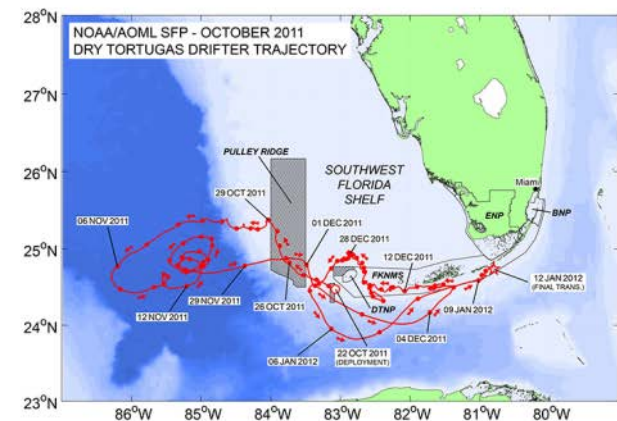 NOAA/AOML SFP - OCTOBER 2011
DRY TORTUGAS DRIFTER TRAJECTORY
28°N
27°N
26°N
25°N
24°N
23°N
PULLEY RIDGE
SOUTHWEST
FLORIDA
SHELF
Miami
ENP
BNP
29 OCT 2011
06 NOV 2011
01 DEC 2011
28 DEC 2011
12 DEC 2011
FKNMS
DTNP
12 NOV 2011
29 NOV 2011
26 OCT 2011
12 JAN 2012
(FINAL TRANS.)
09 JAN 2012
04 DEC 2011
06 JAN 2012
22 OCT 2011
(DEPLOYMENT)
86°W
85°W
84°W
83°W
82°W
81°W
80°W